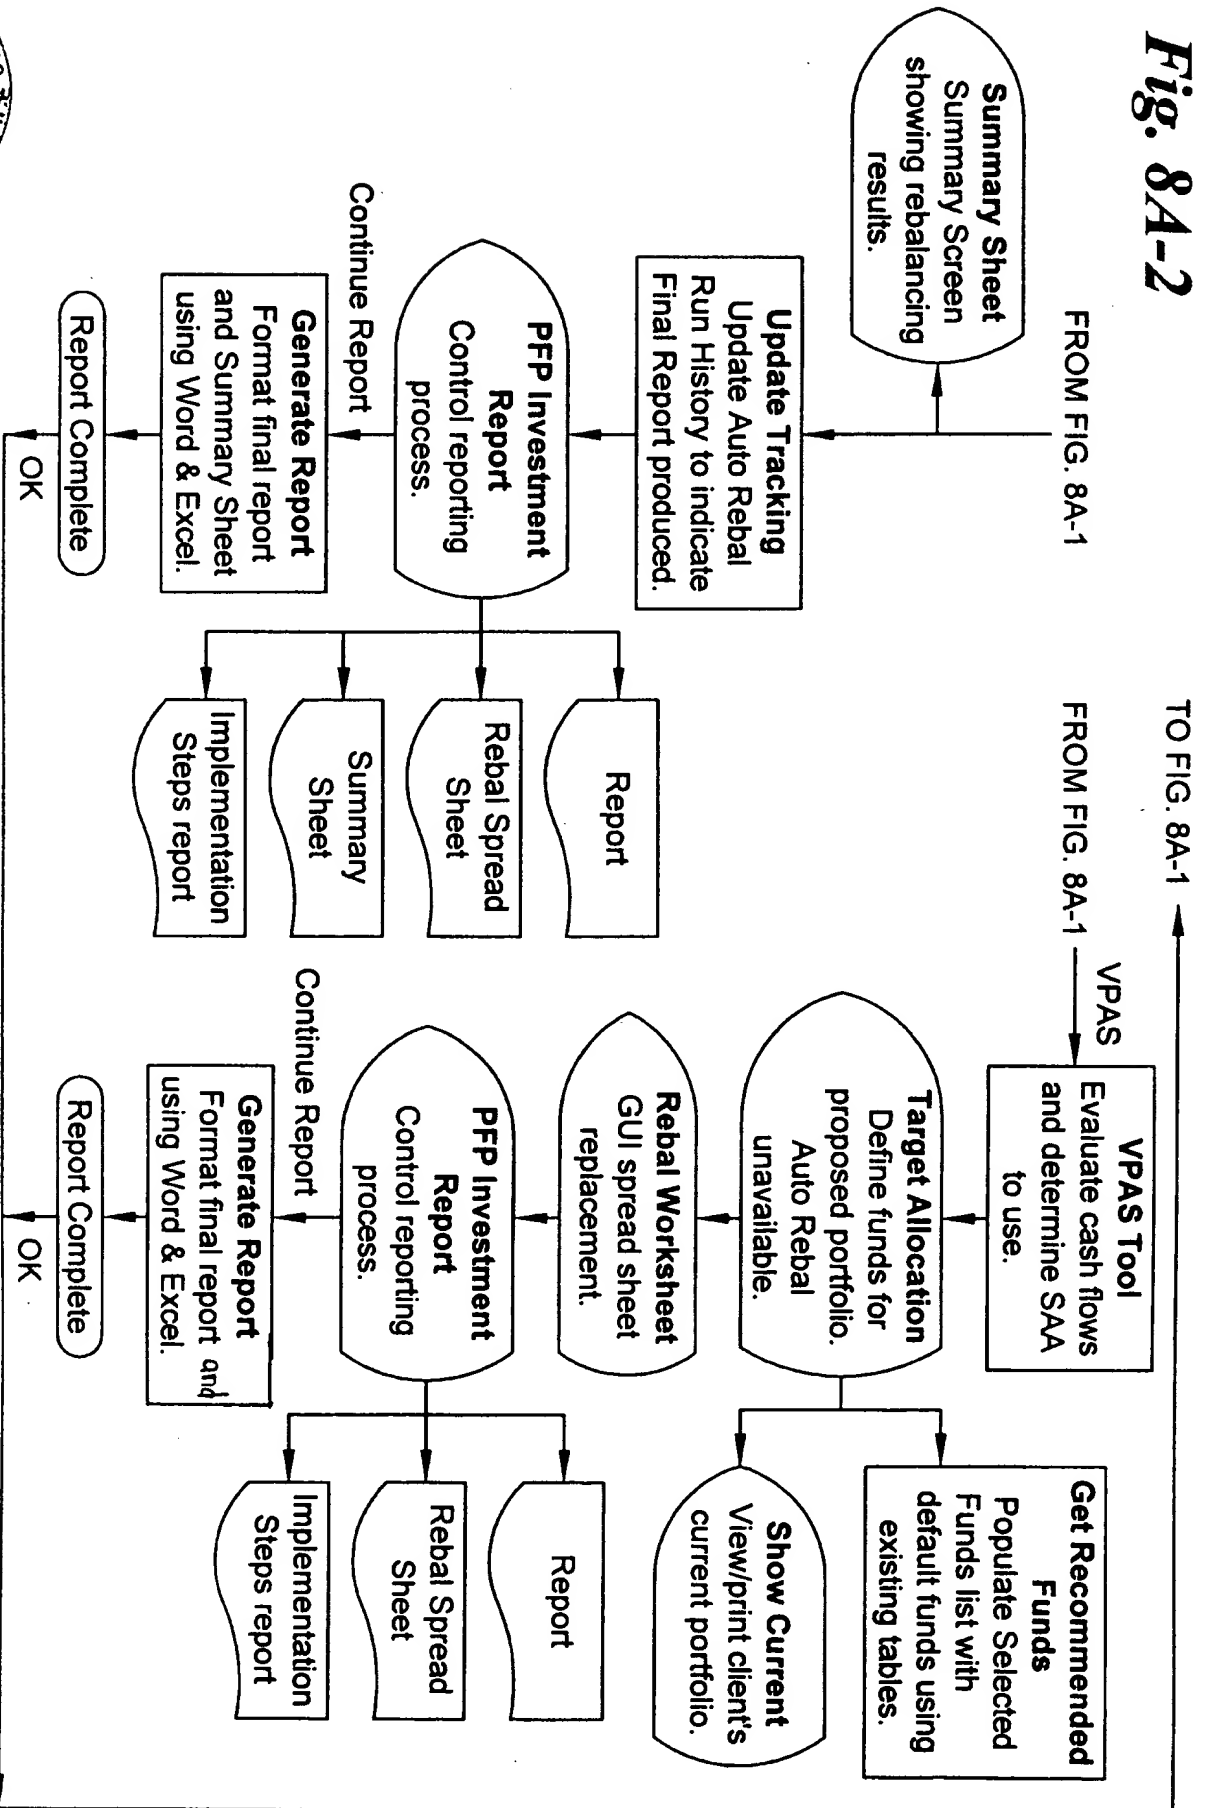 Fig. 8A-2
FROM FIG. 8A-1
Summary Sheet
Summary Screen
showing rebalancing
results.
Update Tracking
Update Auto Rebal
Run History to indicate
Final Report produced.
PFP Investment
Report
Control reporting
process.
Continue Report
Generate Report
Format final report
and Summary Sheet
using Word & Excel.
Report Complete
OK
Report
Rebal Spread
Sheet
Summary
Sheet
Implementation
Steps report
TO FIG. 8A-1
FROM FIG. 8A-1
VPAS
VPAS Tool
Evaluate cash flows
and determine SAA
to use.
Target Allocation
Define funds for
proposed portfolio.
Auto Rebal
unavailable.
Rebal Worksheet
GUI spread sheet
replacement.
PFP Investment
Report
Control reporting
process.
Continue Report
Generate Report
Format final report and
using Word & Excel.
Report Complete
OK
Get Recommended
Funds
Populate Selected
Funds list with
default funds using
existing tables.
Show Current
View/print client's
current portfolio.
Report
Rebal Spread
Sheet
Implementation
Steps report